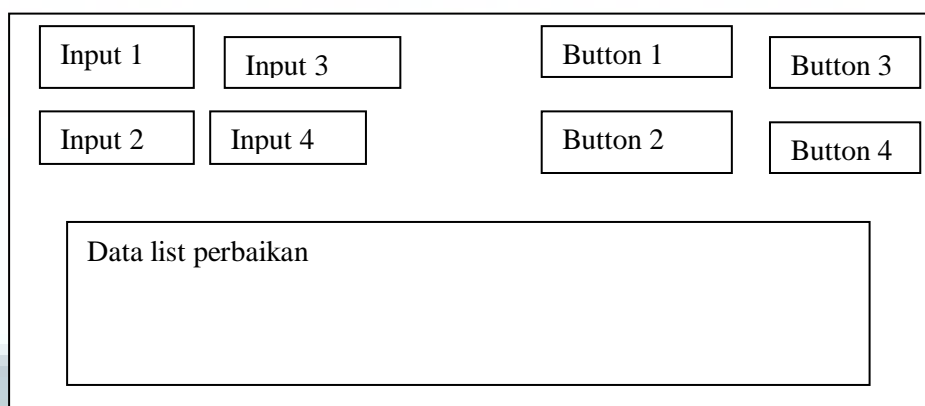 Input 1
Input 3
Button 1
Button 3
Input 2
Input 4
Button 2
Button 4
Data list perbaikan